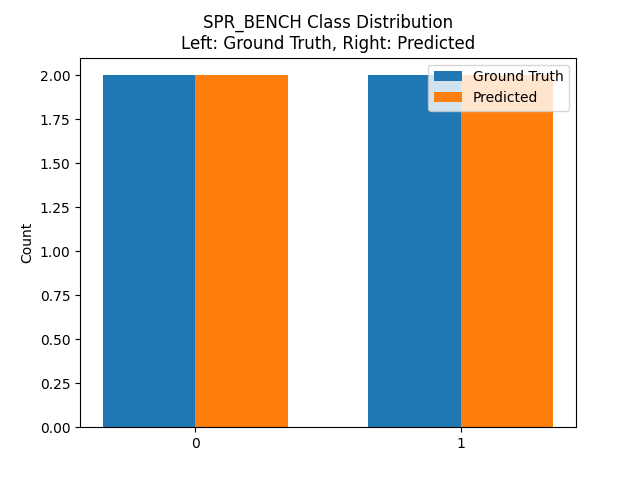 SPR_BENCH Class Distribution
Left: Ground Truth, Right: Predicted
Ground Truth
Predicted
Count
2.00
1.75
1.50
1.25
1.00
0.75
0.50
0.25
0.00
0
1